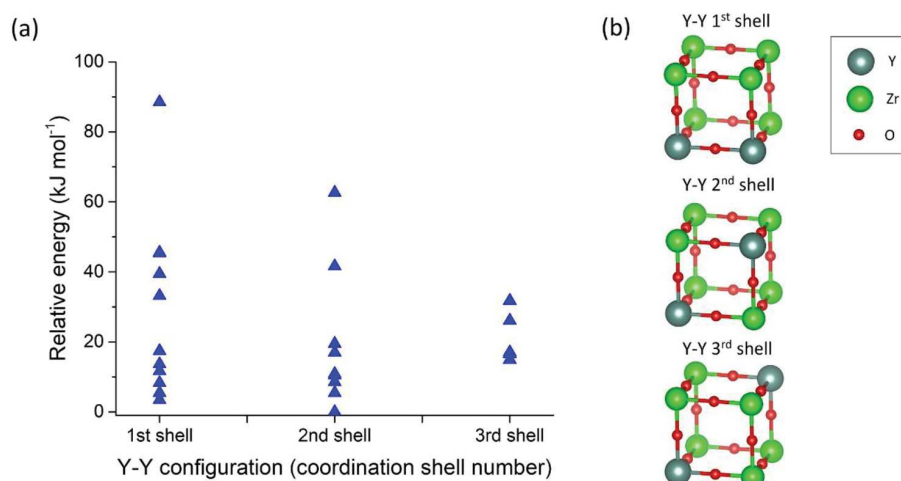 (a)
100
80
60
40
20
0
Relative energy (kJ mol⁻¹)
1st shell 2nd shell 3rd shell
Y-Y configuration (coordination shell number)
(b)
Y-Y 1st shell
Y-Y 2nd shell
Y-Y 3rd shell
Y
Zr
O